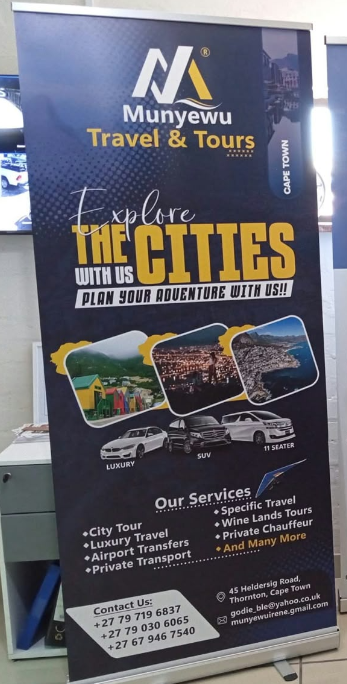 ®
Munyewu
Travel & Tours
CAPE TOWN
Explore
THE CITIES
WITH US
PLAN YOUR ADVENTURE WITH US!!
LUXURY
SUV
11 SEATER
Our Services
City Tour
Luxury Travel
Airport Transfers
Private Transport
Specific Travel
Wine Lands Tours
Private Chauffeur
And Many More
Contact Us:
+27 79 719 6837
+27 79 030 6065
+27 67 946 7540
45 Heldersig Road,
Thornton, Cape Town
godie_ble@yahoo.co.uk
munyewuirene.gmail.com